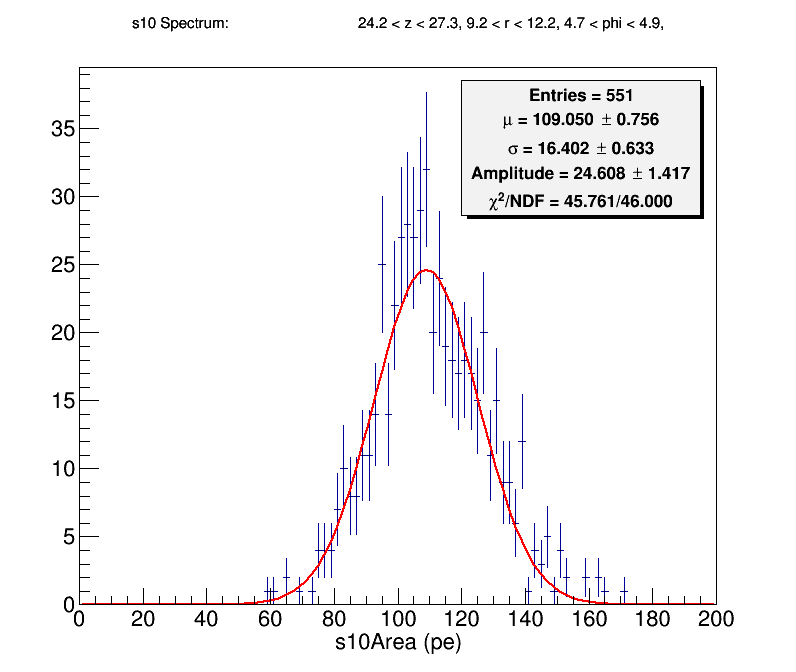 s10 Spectrum: 24.2 < z < 27.3, 9.2 < r < 12.2, 4.7 < phi < 4.9,
Entries = 551
μ = 109.050 ± 0.756
σ = 16.402 ± 0.633
Amplitude = 24.608 ± 1.417
χ²/NDF = 45.761/46.000
35
30
25
20
15
10
5
0
0 20 40 60 80 100 120 140 160 180 200
s10Area (pe)